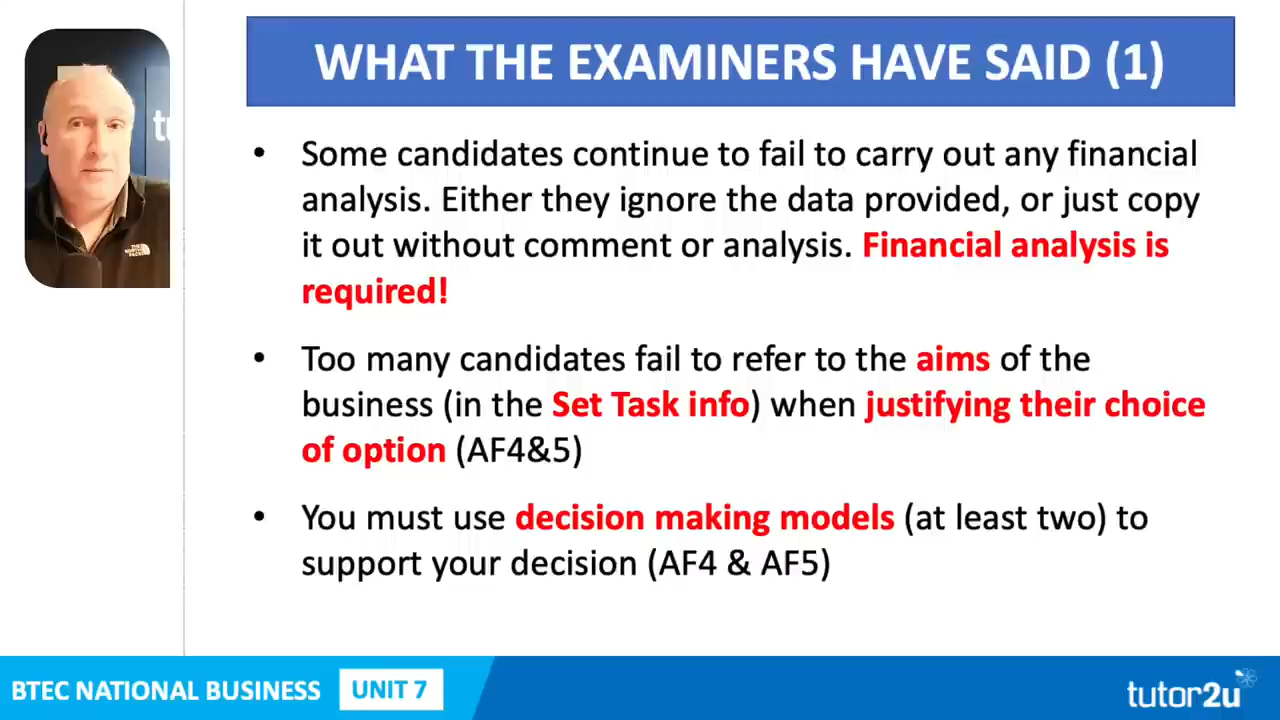 WHAT THE EXAMINERS HAVE SAID (1)
• Some candidates continue to fail to carry out any financial
analysis. Either they ignore the data provided, or just copy
it out without comment or analysis. Financial analysis is
required!
• Too many candidates fail to refer to the aims of the
business (in the Set Task info) when justifying their choice
of option (AF4&5)
• You must use decision making models (at least two) to
support your decision (AF4 & AF5)
BTEC NATIONAL BUSINESS
UNIT 7
tutor2u